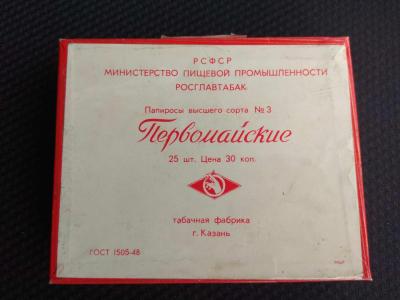 РСФСР
МИНИСТЕРСТВО ПИЩЕВОЙ ПРОМЫШЛЕННОСТИ
РОСГЛАВТАБАК
Папиросы высшего сорта №3
Первомайские
25 шт. Цена 30 коп.
табачная фабрика
г. Казань
ГОСТ 1505-48